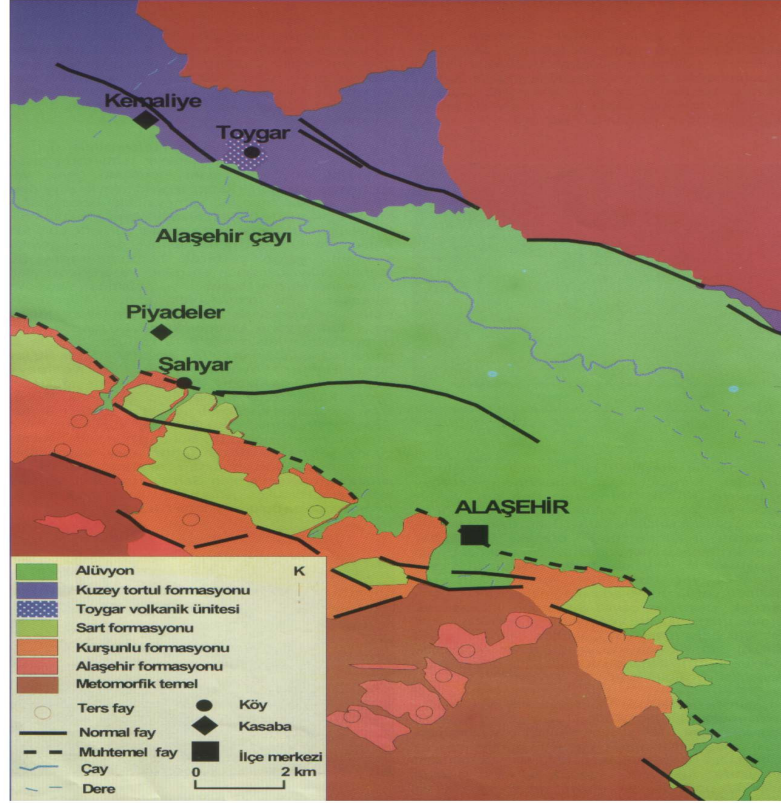 Kemaliye
Toygar
Alaşehir çayı
Piyadeler
Şahyar
ALAŞEHİR
Alüvyon
K
Kuzey tortul formasyonu
Toygar volkanik ünitesi
Sart formasyonu
Kurşunlu formasyonu
Alaşehir formasyonu
Metomorfik temel
Ters fay
Normal fay
Muhtemel fay
Çay
Dere
Köy
Kasaba
İlçe merkezi
0 2 km